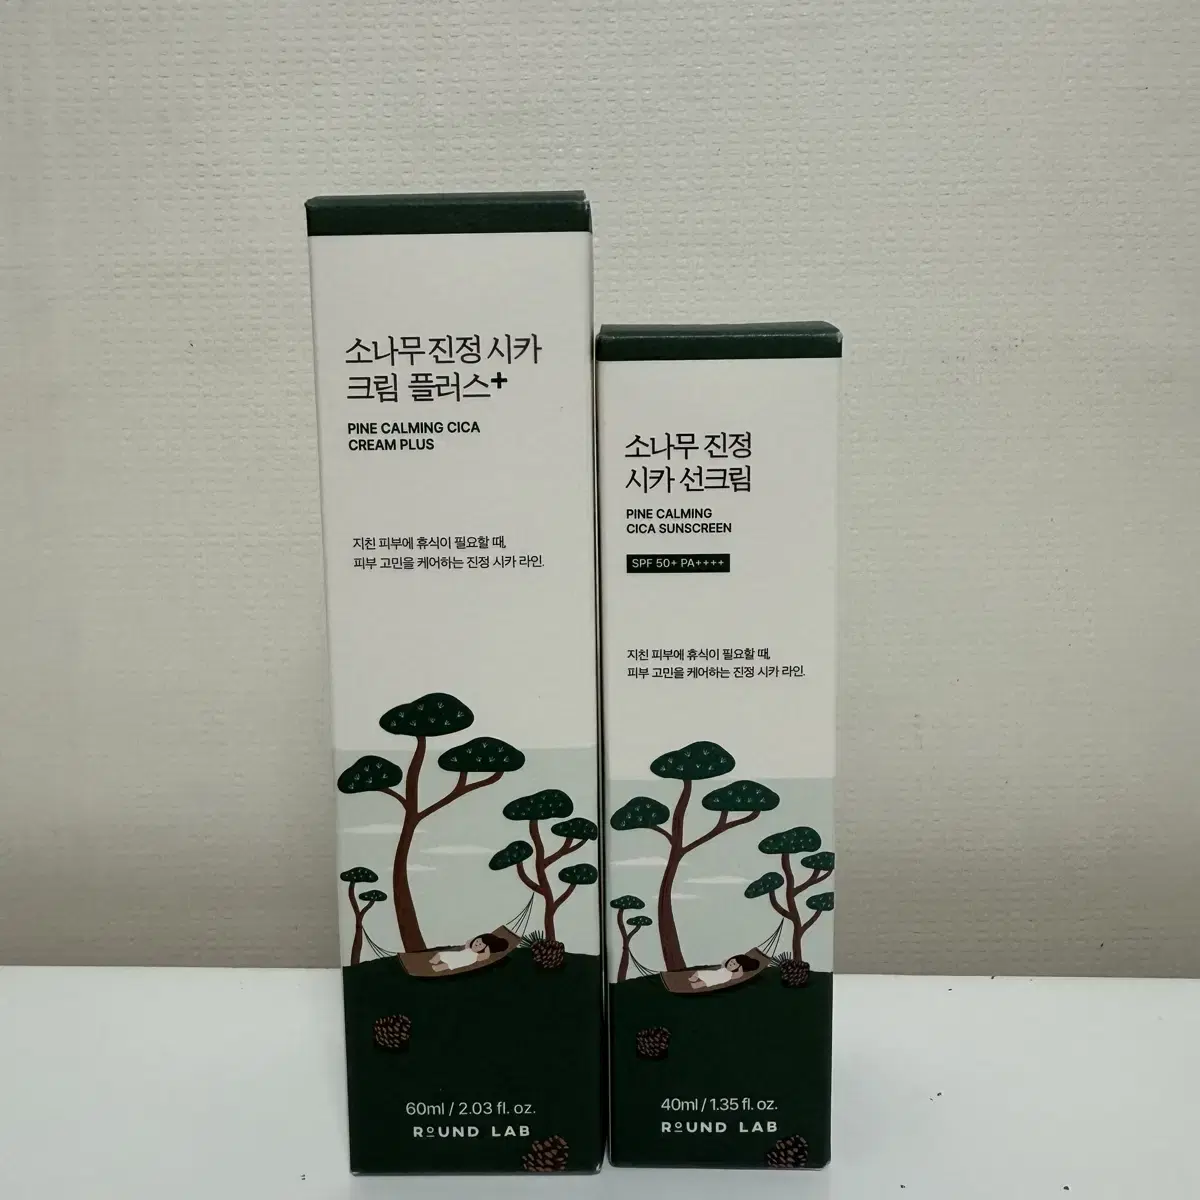 소나무 진정 시카
크림 플러스+
PINE CALMING CICA
CREAM PLUS
지친 피부에 휴식이 필요할 때,
피부 고민을 케어하는 진정 시카 라인.
60ml / 2.03 fl. oz.
ROUND LAB
소나무 진정
시카 선크림
PINE CALMING
CICA SUNSCREEN
SPF 50+ PA++++
지친 피부에 휴식이 필요할 때,
피부 고민을 케어하는 진정 시카 라인.
40ml / 1.35 fl. oz.
ROUND LAB